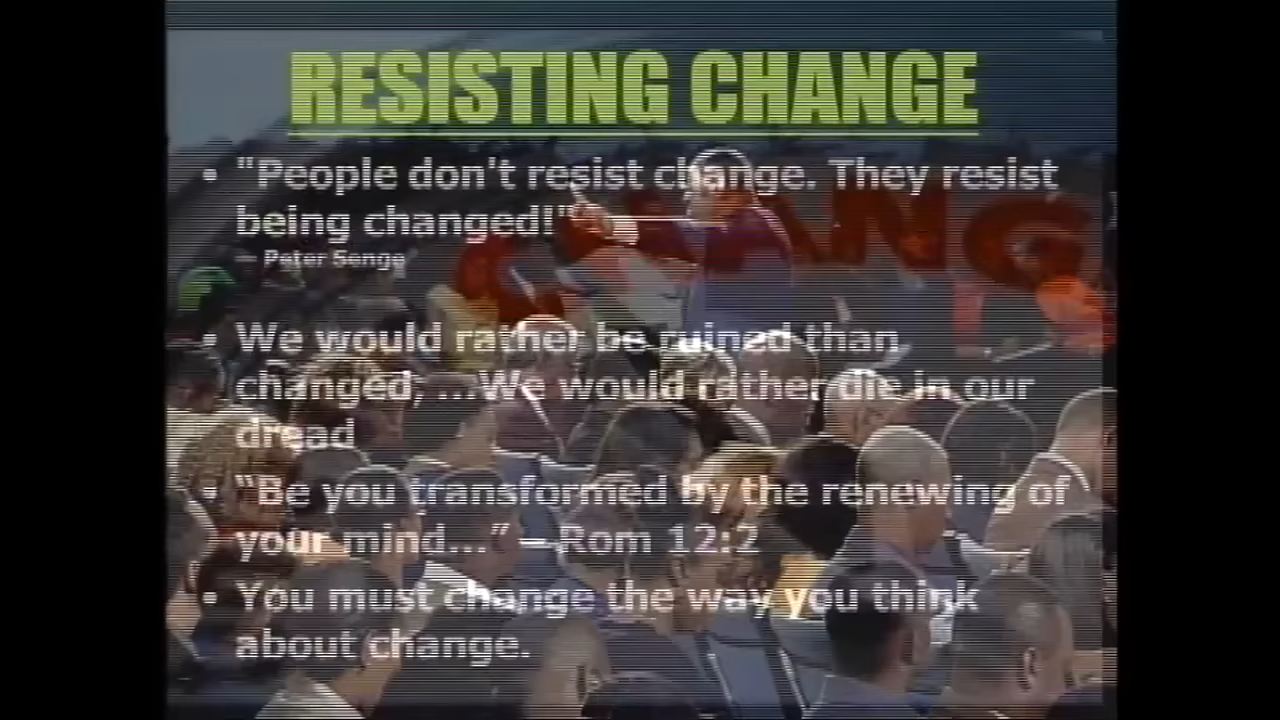 RESISTING CHANGE
• "People don't resist change. They resist
being changed!"
— Peter Senge
• We would rather be ruined than
changed; ...We would rather die in our
dread
• "Be you transformed by the renewing of
your mind...” – Rom 12:2
• You must change the way you think
about change.